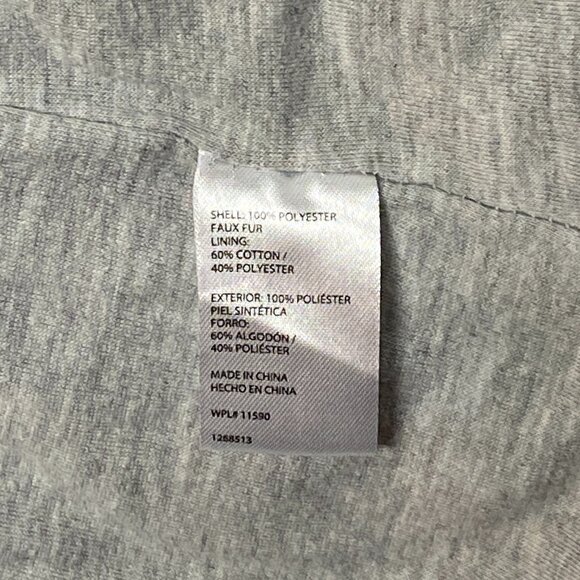 SHELL: 100% POLYESTER
FAUX FUR
LINING:
60% COTTON /
40% POLYESTER
EXTERIOR: 100% POLIÉSTER
PIEL SINTÉTICA
FORRO:
60% ALGODÓN /
40% POLIÉSTER
MADE IN CHINA
HECHO EN CHINA
WPL# 11590
1268513